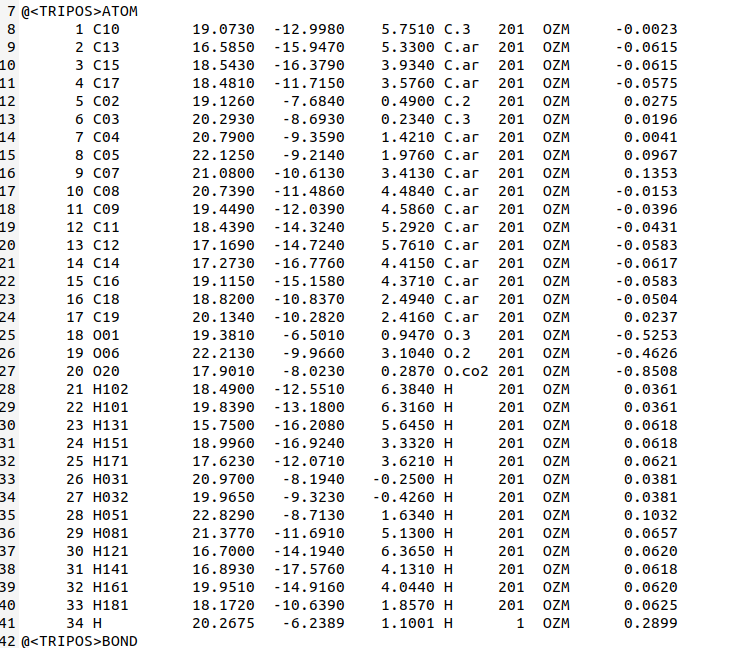 7 @<TRIPOS>ATOM
8 1 C10 19.0730 -12.9980 5.7510 C.3 201 OZM -0.0023
9 2 C13 16.5850 -15.9470 5.3300 C.ar 201 OZM -0.0615
10 3 C15 18.5430 -16.3790 3.9340 C.ar 201 OZM -0.0615
11 4 C17 18.4810 -11.7150 3.5760 C.ar 201 OZM -0.0575
12 5 C02 19.1260 -7.6840 0.4900 C.2 201 OZM 0.0275
13 6 C03 20.2930 -8.6930 0.2340 C.3 201 OZM 0.0196
14 7 C04 20.7900 -9.3590 1.4210 C.ar 201 OZM 0.0041
15 8 C05 22.1250 -9.2140 1.9760 C.ar 201 OZM 0.0967
16 9 C07 21.0800 -10.6130 3.4130 C.ar 201 OZM 0.1353
17 10 C08 20.7390 -11.4860 4.4840 C.ar 201 OZM -0.0153
18 11 C09 19.4490 -12.0390 4.5860 C.ar 201 OZM -0.0396
19 12 C11 18.4390 -14.3240 5.2920 C.ar 201 OZM -0.0431
20 13 C12 17.1690 -14.7240 5.7610 C.ar 201 OZM -0.0583
21 14 C14 17.2730 -16.7760 4.4150 C.ar 201 OZM -0.0617
22 15 C16 19.1150 -15.1580 4.3710 C.ar 201 OZM -0.0583
23 16 C18 18.8200 -10.8370 2.4940 C.ar 201 OZM -0.0504
24 17 C19 20.1340 -10.2820 2.4160 C.ar 201 OZM 0.0237
25 18 O01 19.3810 -6.5010 0.9470 O.3 201 OZM -0.5253
26 19 O06 22.2130 -9.9660 3.1040 O.2 201 OZM -0.4626
27 20 O20 17.9010 -8.0230 0.2870 O.co2 201 OZM -0.8508
28 21 H102 18.4900 -12.5510 6.3840 H 201 OZM 0.0361
29 22 H101 19.8390 -13.1800 6.3160 H 201 OZM 0.0361
30 23 H131 15.7500 -16.2080 5.6450 H 201 OZM 0.0618
31 24 H151 18.9960 -16.9240 3.3320 H 201 OZM 0.0618
32 25 H171 17.6230 -12.0710 3.6210 H 201 OZM 0.0621
33 26 H031 20.9700 -8.1940 -0.2500 H 201 OZM 0.0381
34 27 H032 19.9650 -9.3230 -0.4260 H 201 OZM 0.0381
35 28 H051 22.8290 -8.7130 1.6340 H 201 OZM 0.1032
36 29 H081 21.3770 -11.6910 5.1300 H 201 OZM 0.0657
37 30 H121 16.7000 -14.1940 6.3650 H 201 OZM 0.0620
38 31 H141 16.8930 -17.5760 4.1310 H 201 OZM 0.0618
39 32 H161 19.9510 -14.9160 4.0440 H 201 OZM 0.0620
40 33 H181 18.1720 -10.6390 1.8570 H 201 OZM 0.0625
41 34 H 20.2675 -6.2389 1.1001 H 1 OZM 0.2899
42 @<TRIPOS>BOND